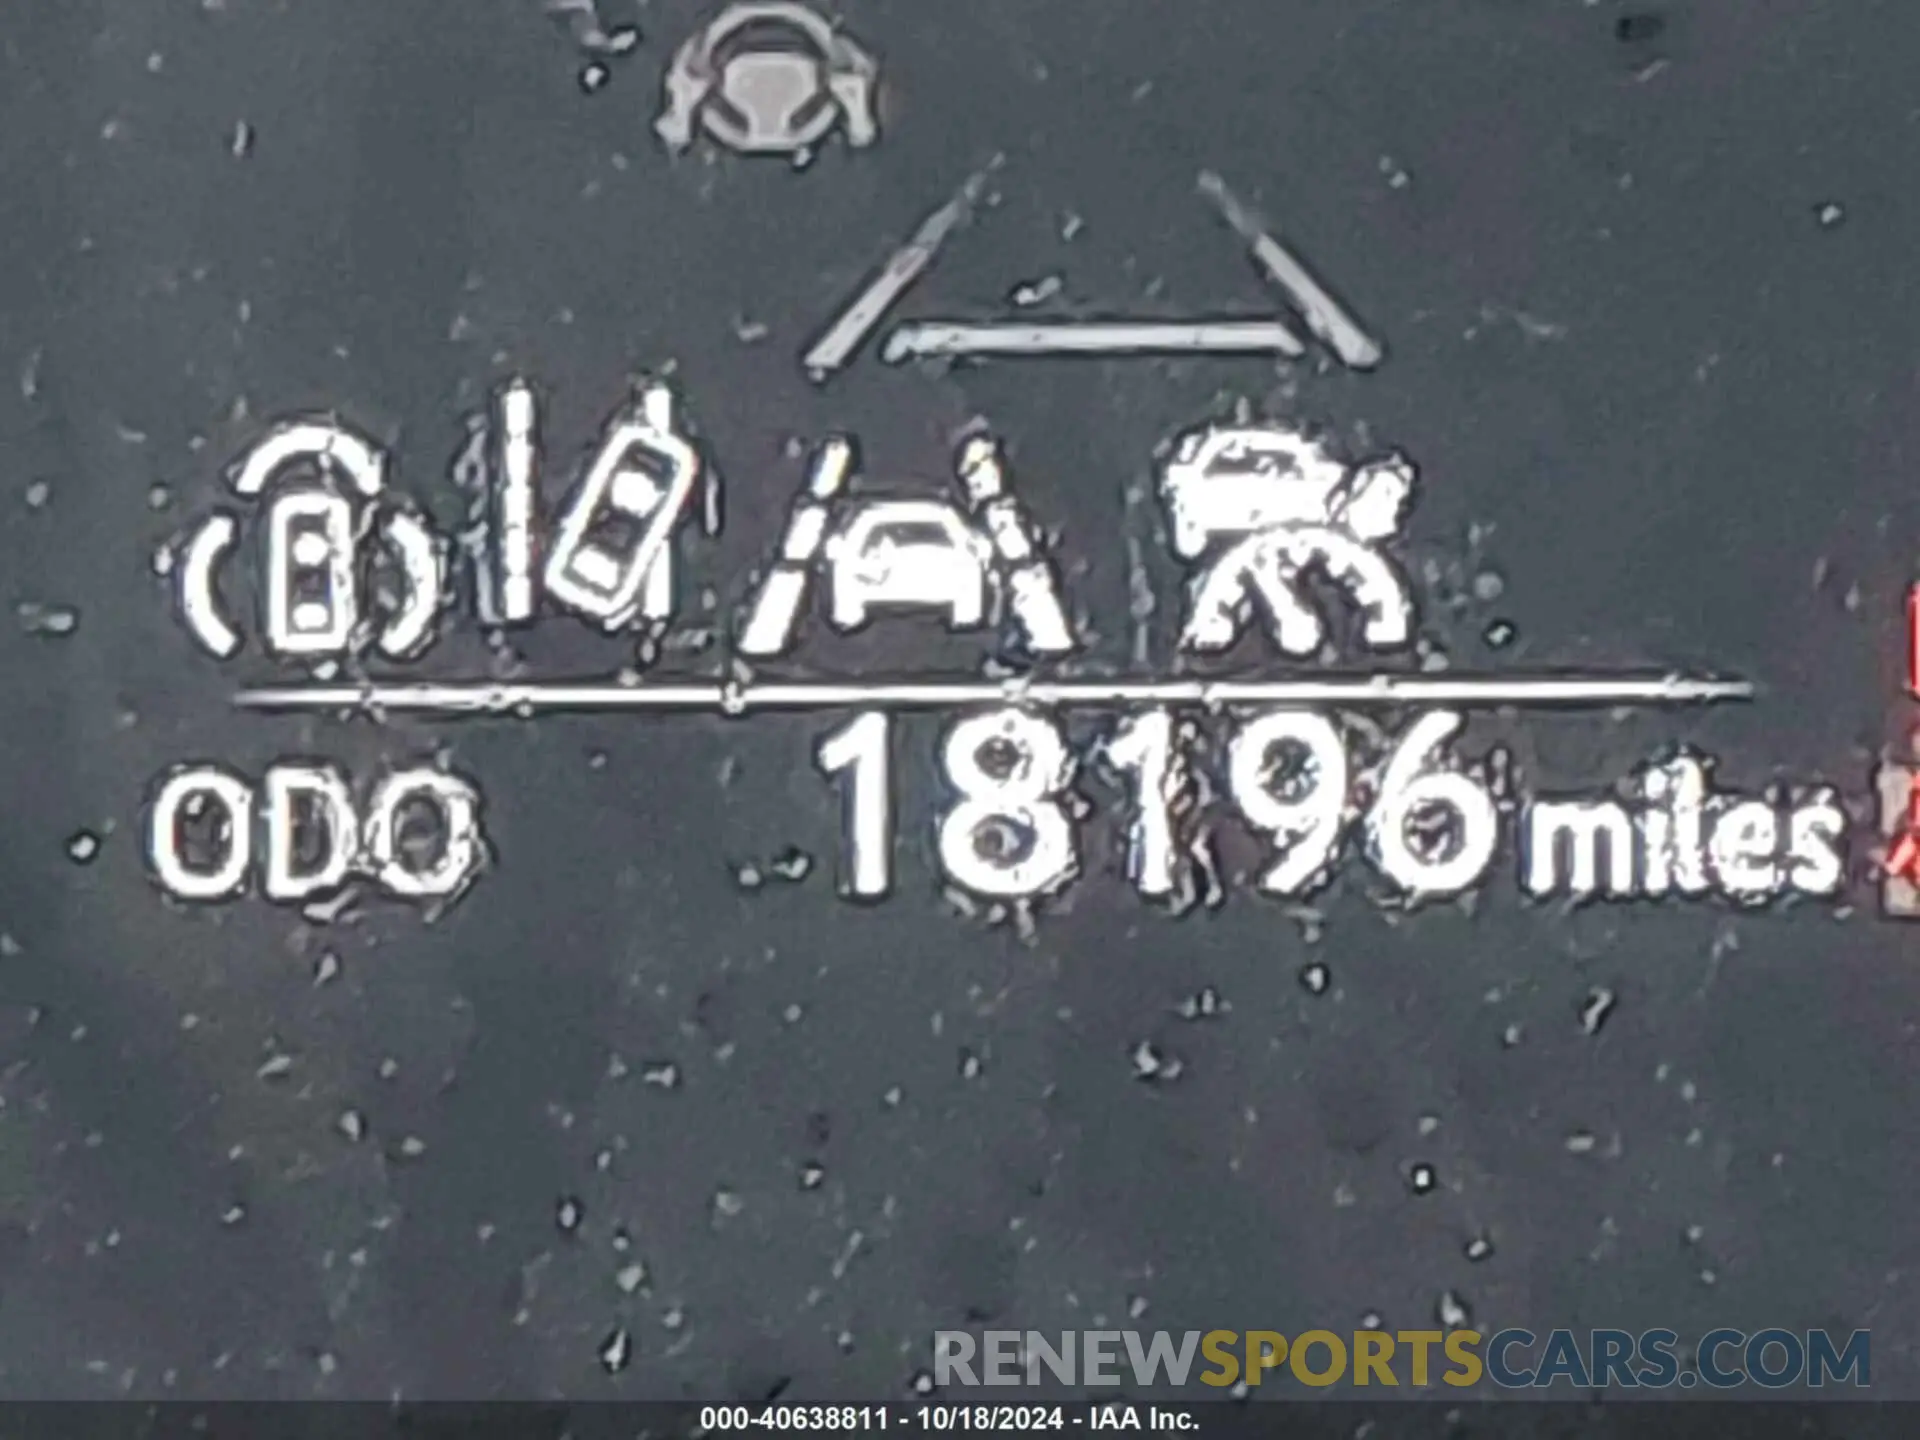 ODO 18196 miles
RENEWSPORTSCARS.COM
000-40638811 - 10/18/2024 - IAA Inc.